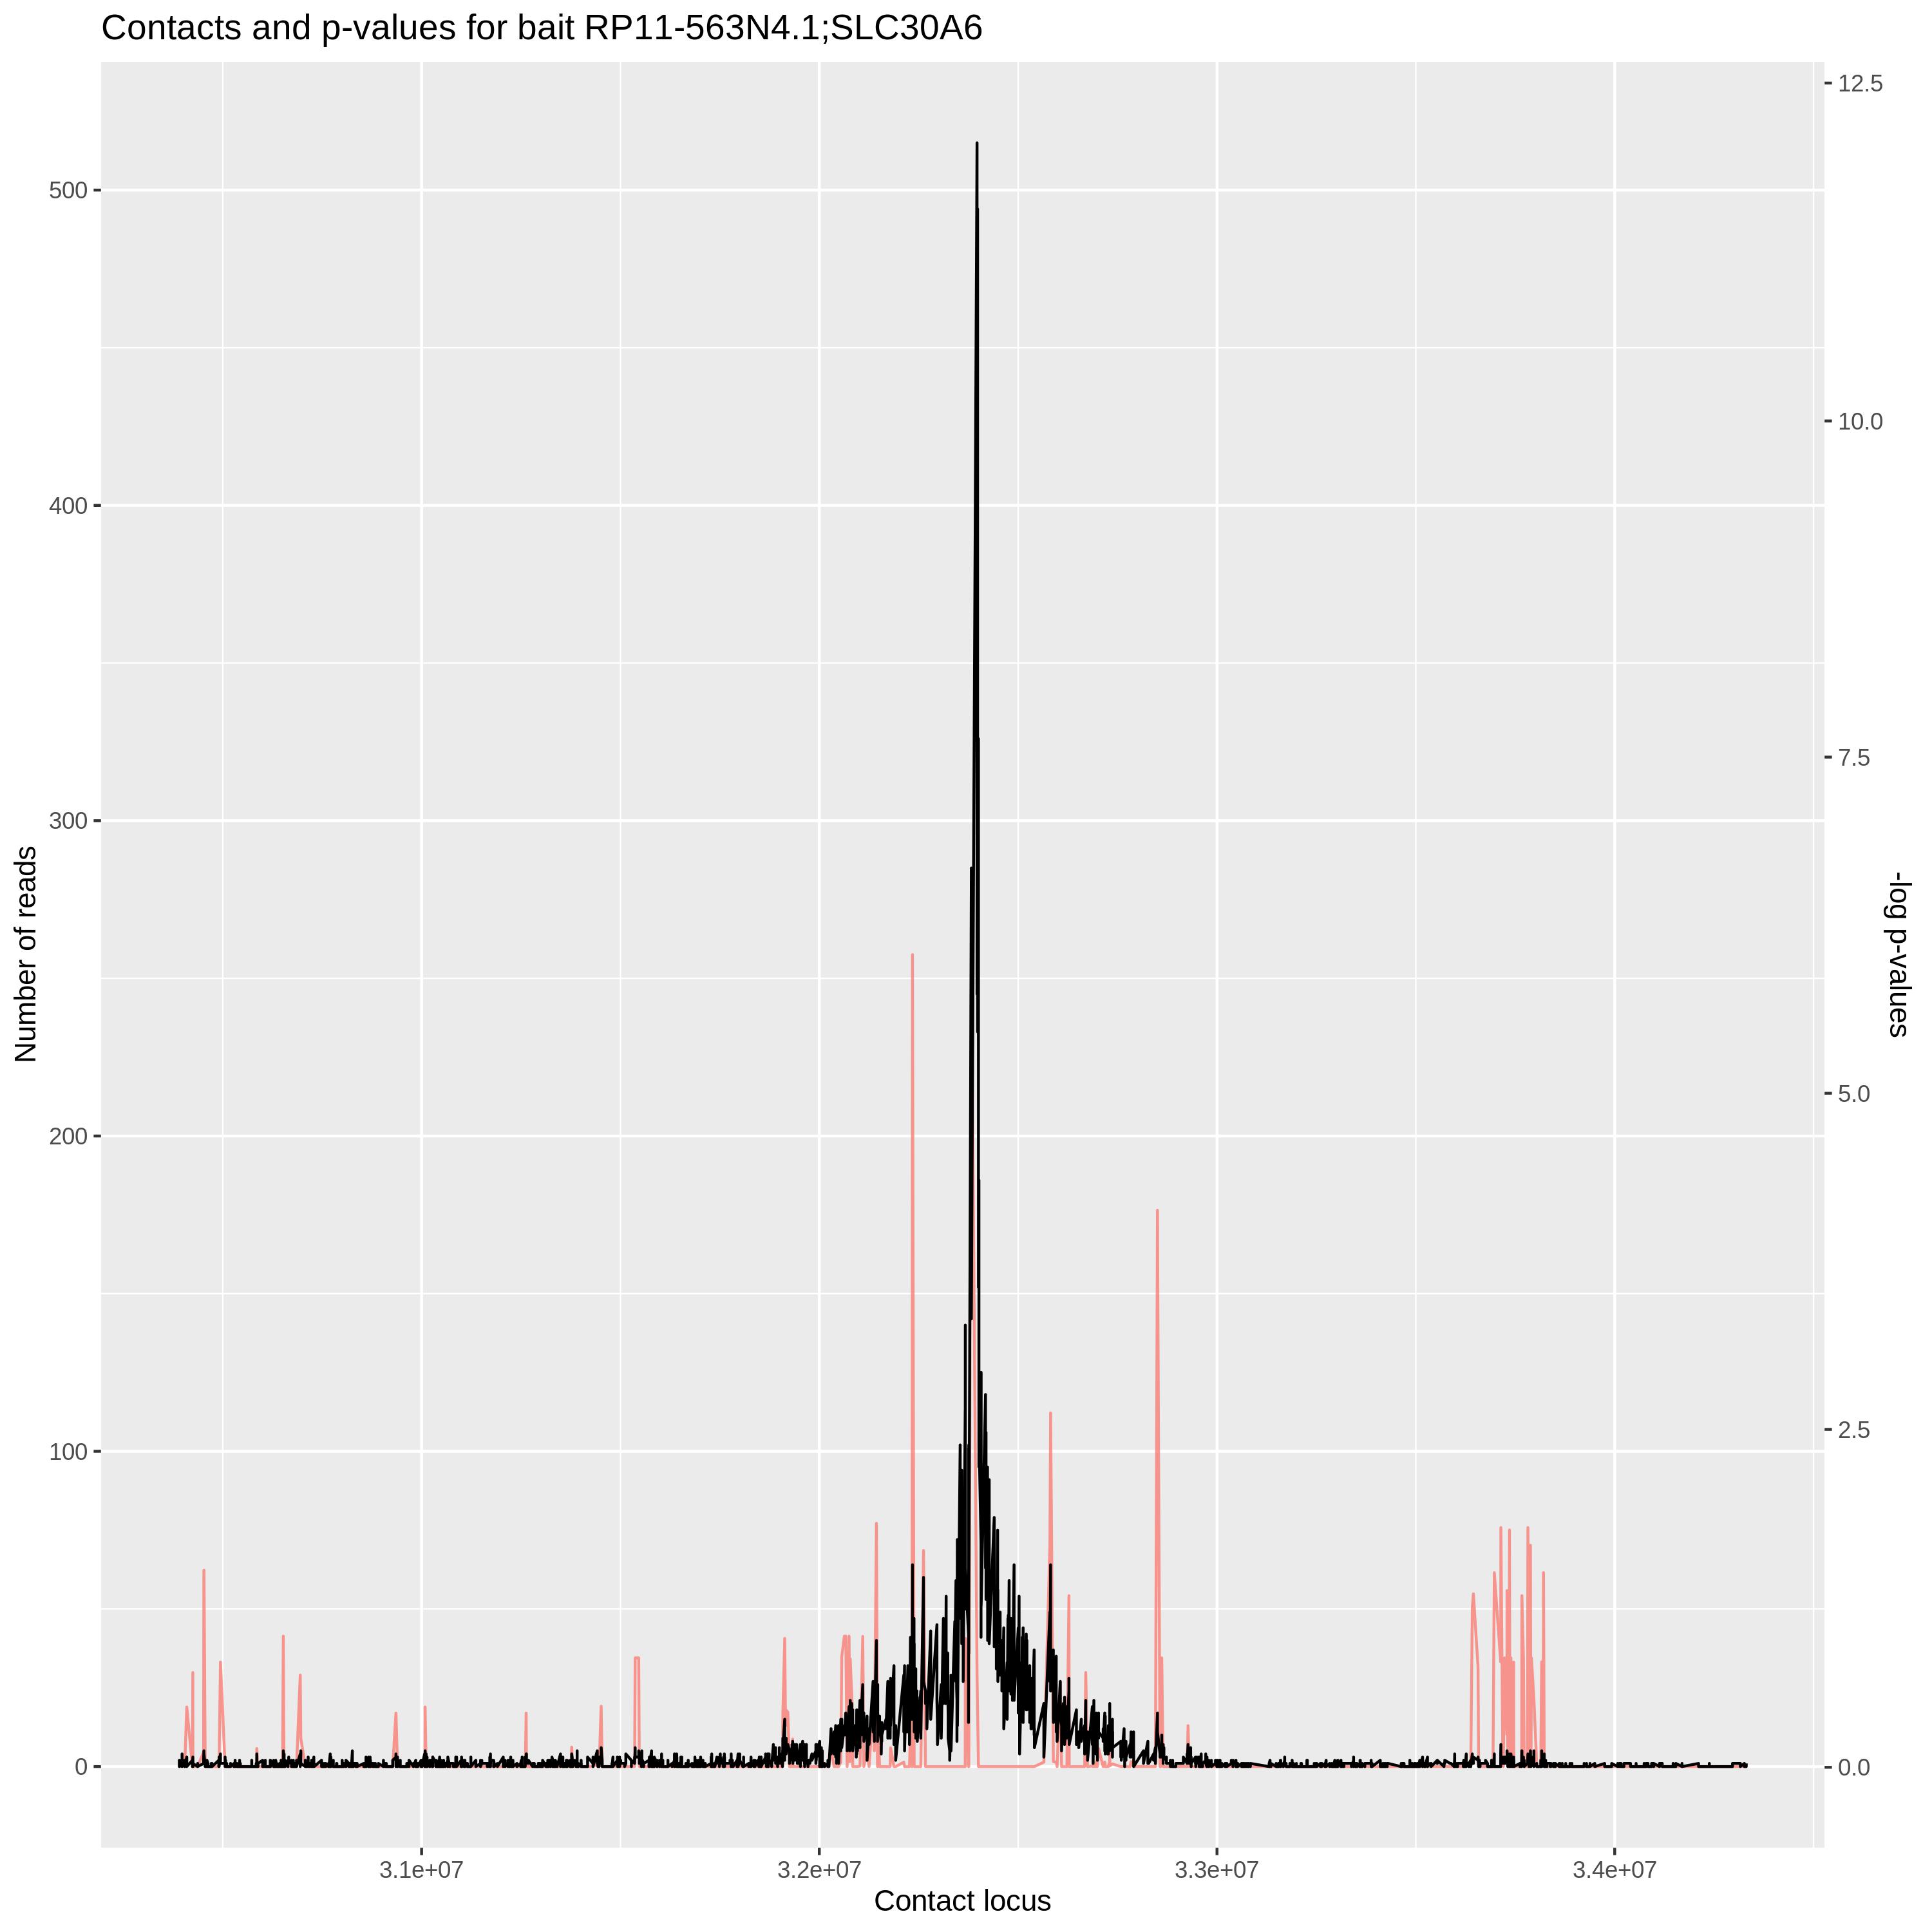 Contacts and p-values for bait RP11-563N4.1;SLC30A6
12.5
500
10.0
400
7.5
300
Number of reads
-log p-values
5.0
200
2.5
100
0
0.0
3.1e+07 3.2e+07 3.3e+07 3.4e+07
Contact locus